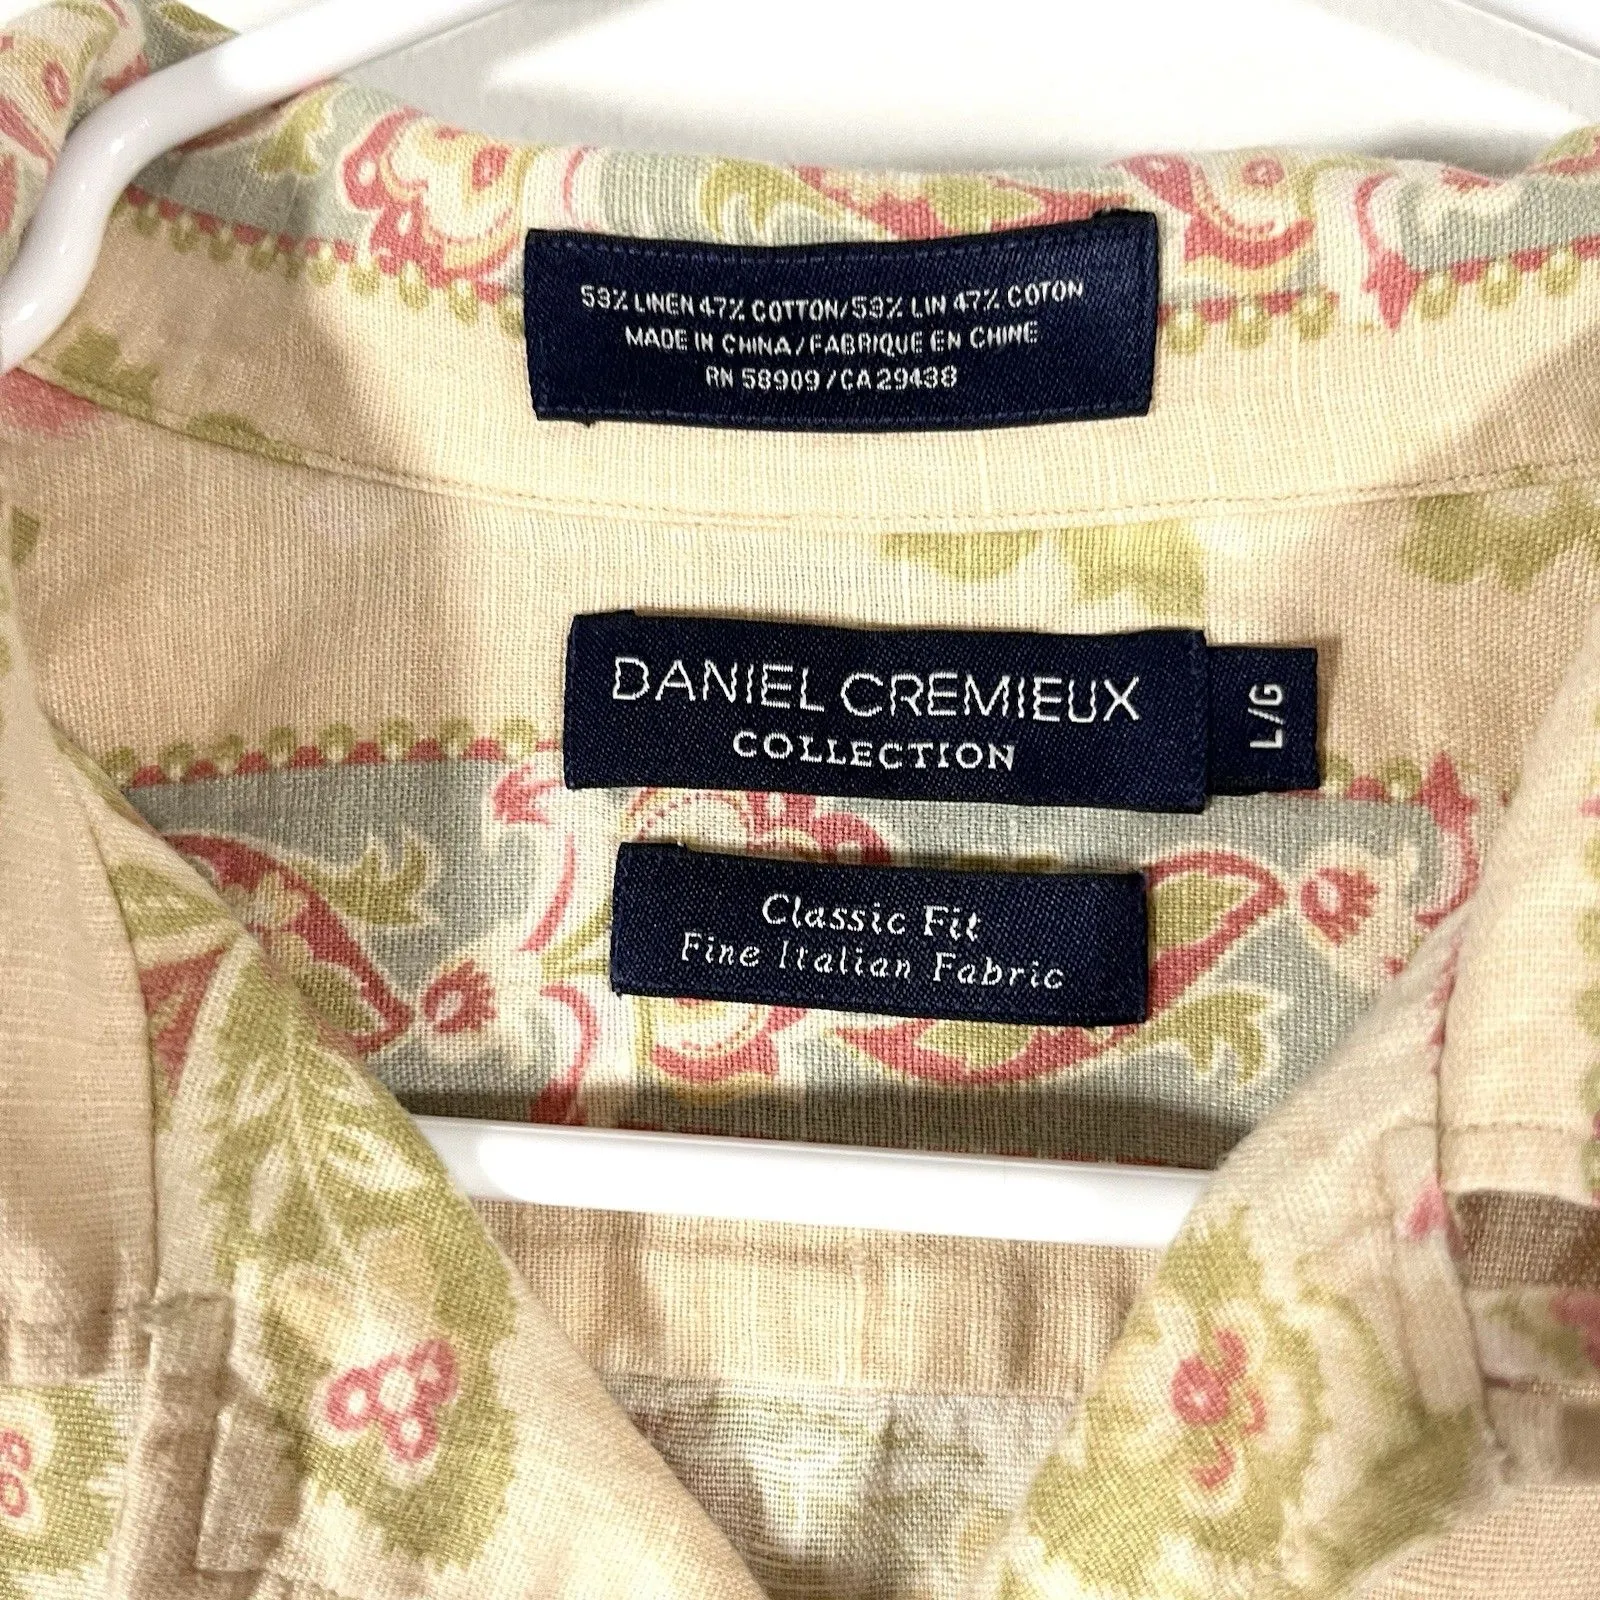 53% LINEN 47% COTTON/53% LIN 47% COTON
MADE IN CHINA/FABRIQUE EN CHINE
RN 58909/CA 29438
DANIEL CREMIEUX
COLLECTION
L/G
Classic Fit
Fine Italian Fabric